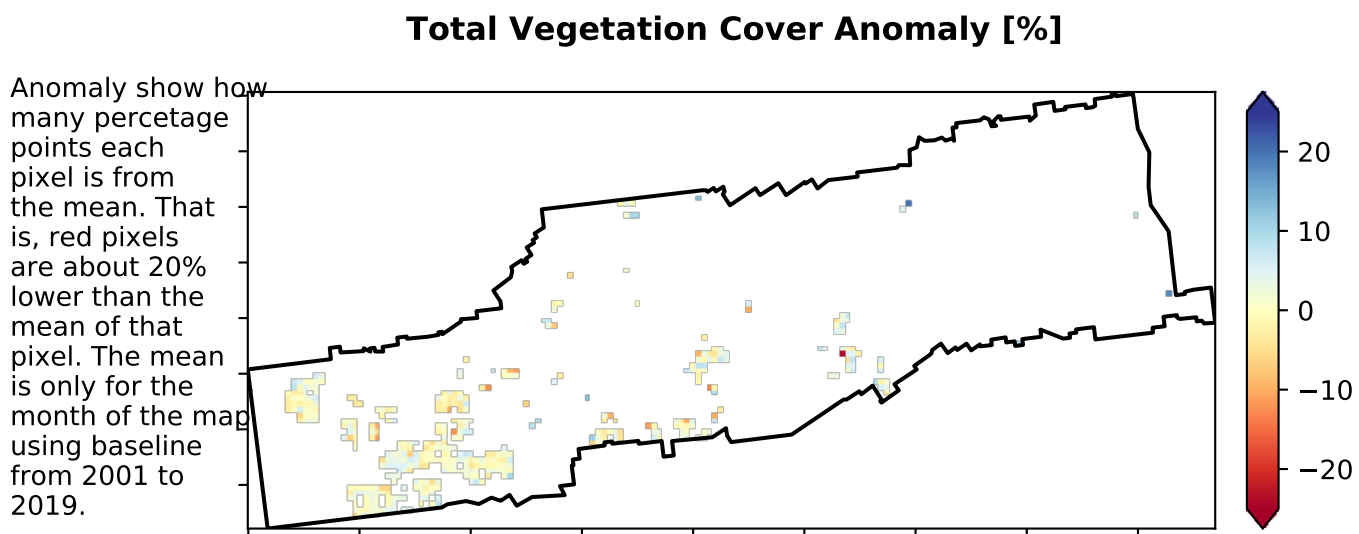 Total Vegetation Cover Anomaly [%]
Anomaly show how
many percetage
points each
pixel is from
the mean. That
is, red pixels
are about 20%
lower than the
mean of that
pixel. The mean
is only for the
month of the map
using baseline
from 2001 to
2019.
20
10
0
−10
−20